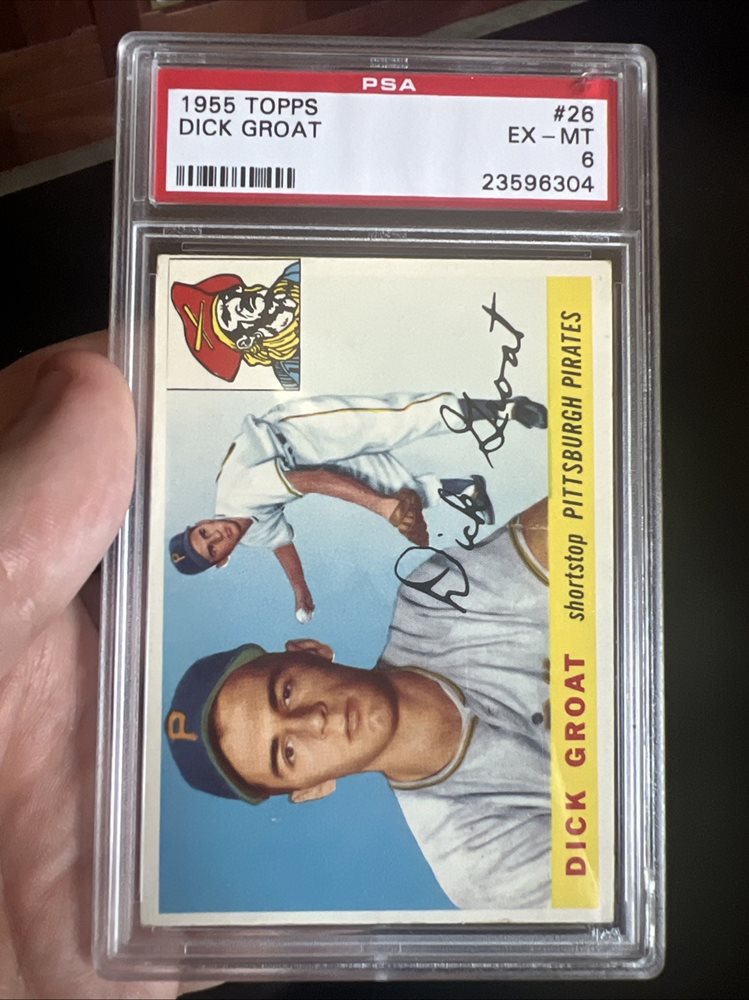 PSA
1955 TOPPS #26
DICK GROAT EX - MT
6
23596304
Dick Groat
P
P
DICK GROAT shortstop PITTSBURGH PIRATES